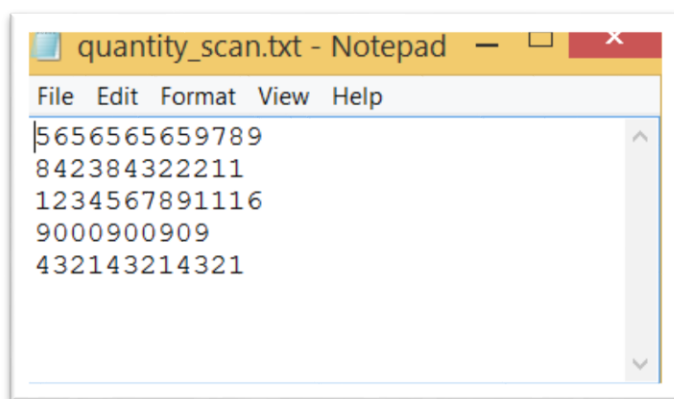 quantity_scan.txt - Notepad
File Edit Format View Help
5656565659789
842384322211
1234567891116
9000900909
432143214321